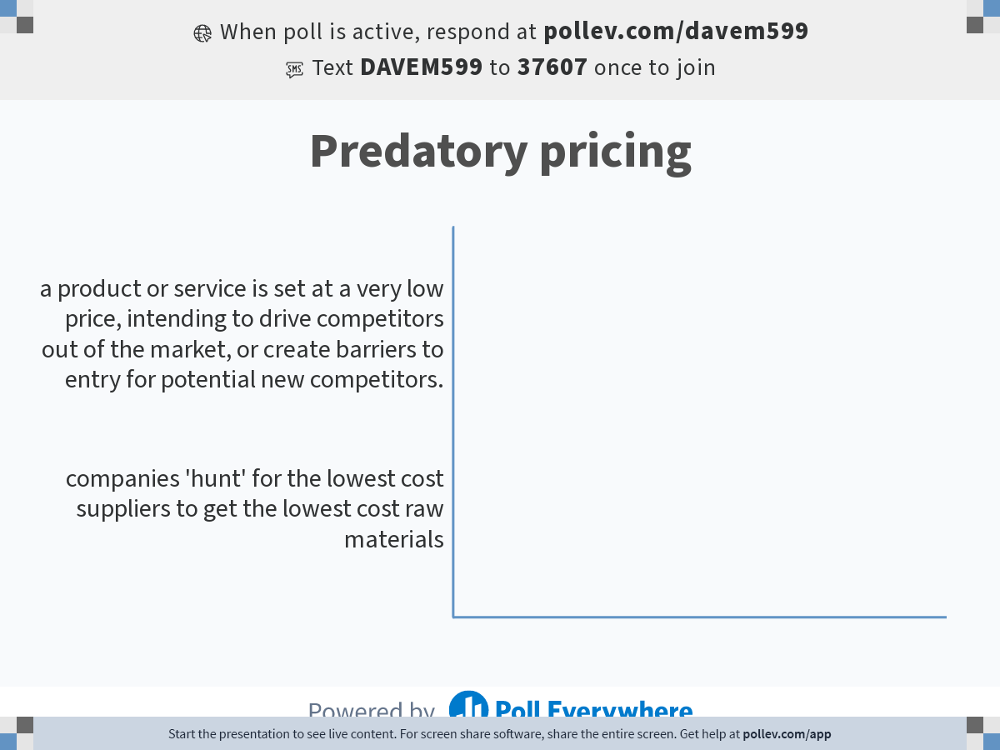 When poll is active, respond at pollev.com/davem599
SMS Text DAVEM599 to 37607 once to join
Predatory pricing
a product or service is set at a very low
price, intending to drive competitors
out of the market, or create barriers to
entry for potential new competitors.
companies 'hunt' for the lowest cost
suppliers to get the lowest cost raw
materials
Powered by Poll Everywhere
Start the presentation to see live content. For screen share software, share the entire screen. Get help at pollev.com/app